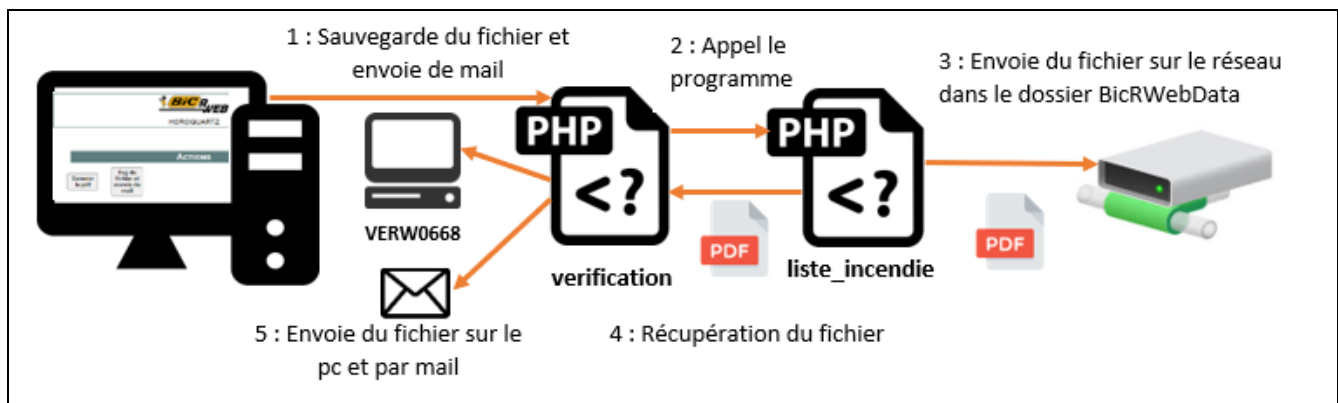 1 : Sauvegarde du fichier et
envoie de mail
2 : Appel le
programme
3 : Envoie du fichier sur le réseau
dans le dossier BicRWebData
BIC R
WEB
HOROQUARTZ
ACTIONS
PHP
<?
PHP
<?
VERW0668
PDF
PDF
verification
liste_incendie
5 : Envoie du fichier sur le
pc et par mail
4 : Récupération du fichier